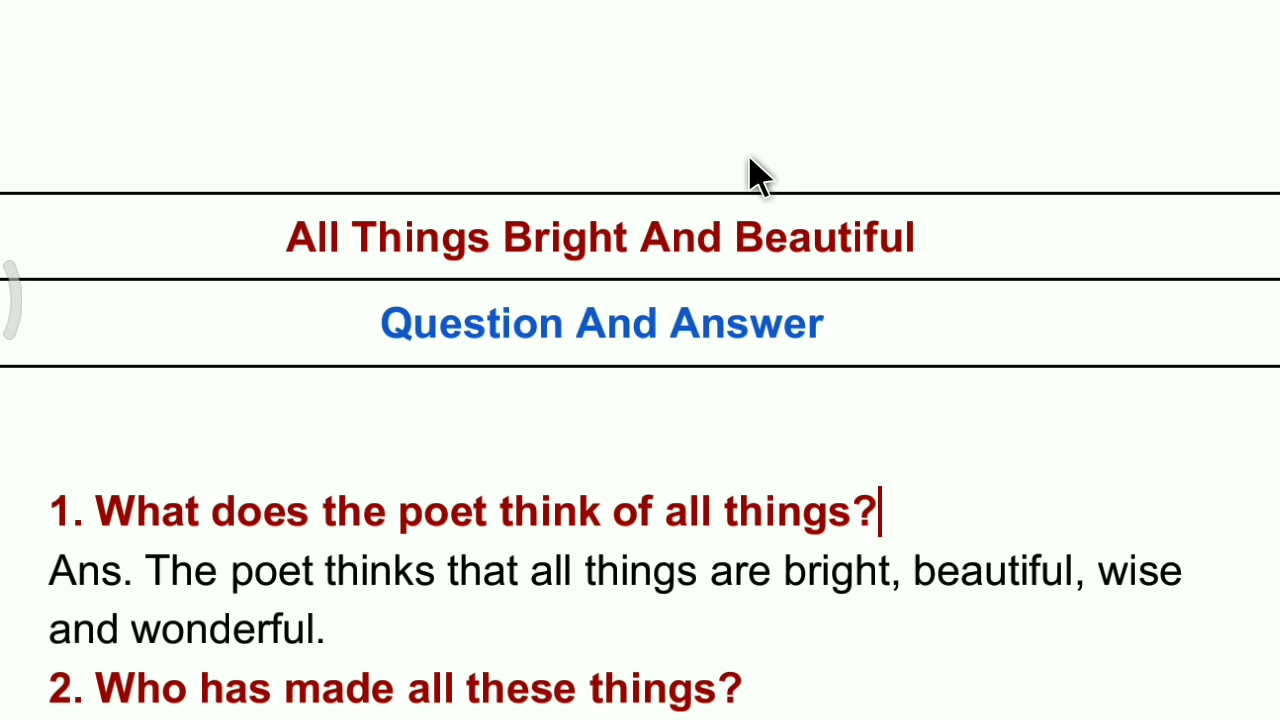 All Things Bright And Beautiful
Question And Answer
1. What does the poet think of all things?
Ans. The poet thinks that all things are bright, beautiful, wise
and wonderful.
2. Who has made all these things?